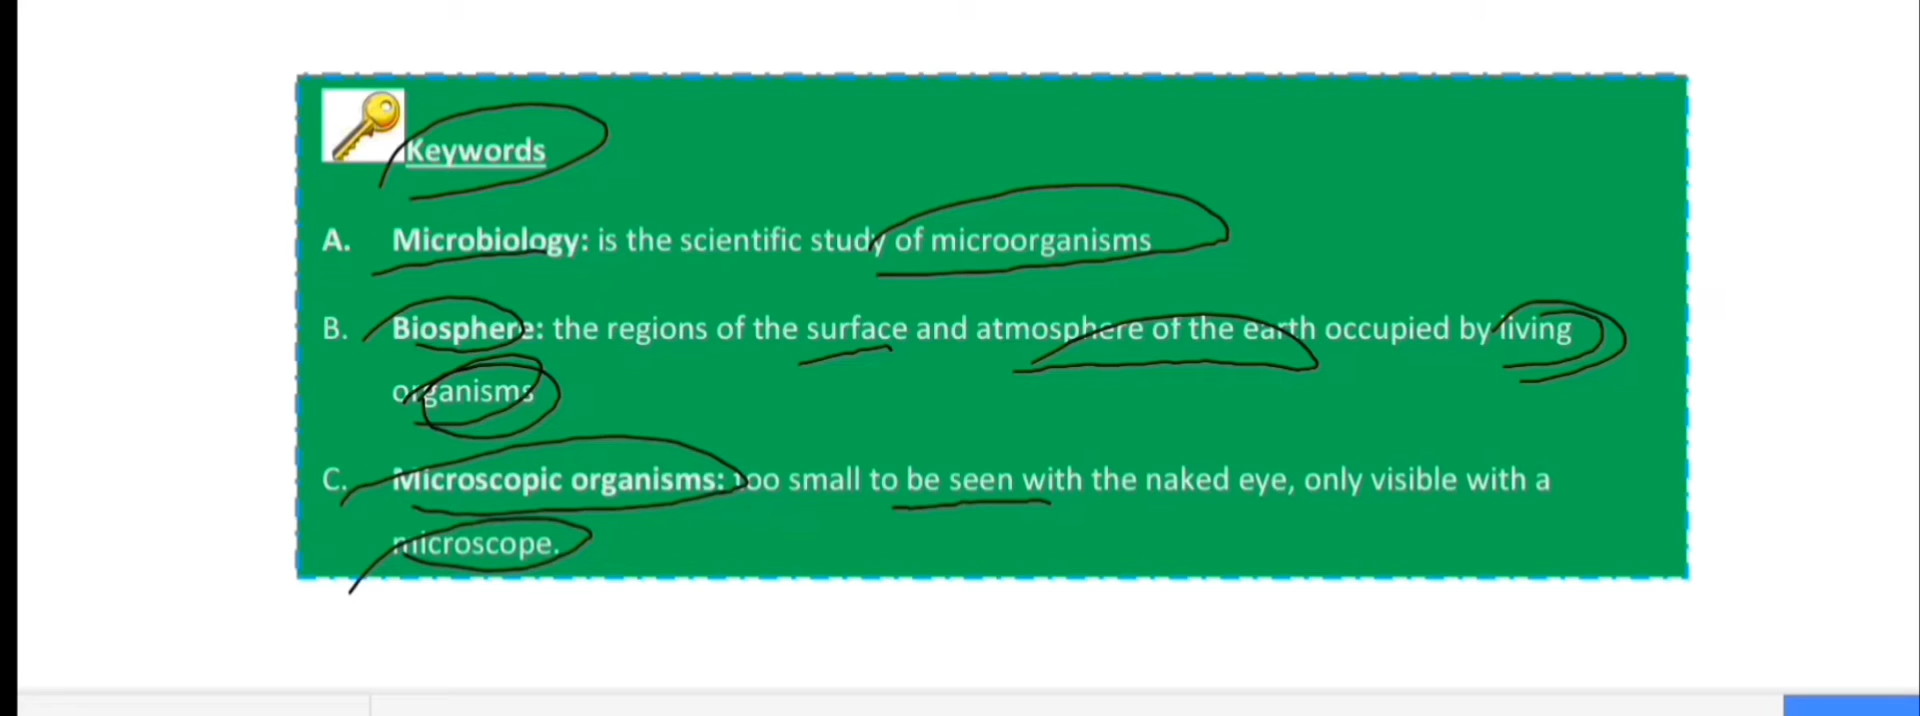 Keywords
A. Microbiology: is the scientific study of microorganisms
B. Biosphere: the regions of the surface and atmosphere of the earth occupied by living
organisms
C. Microscopic organisms: too small to be seen with the naked eye, only visible with a
microscope.